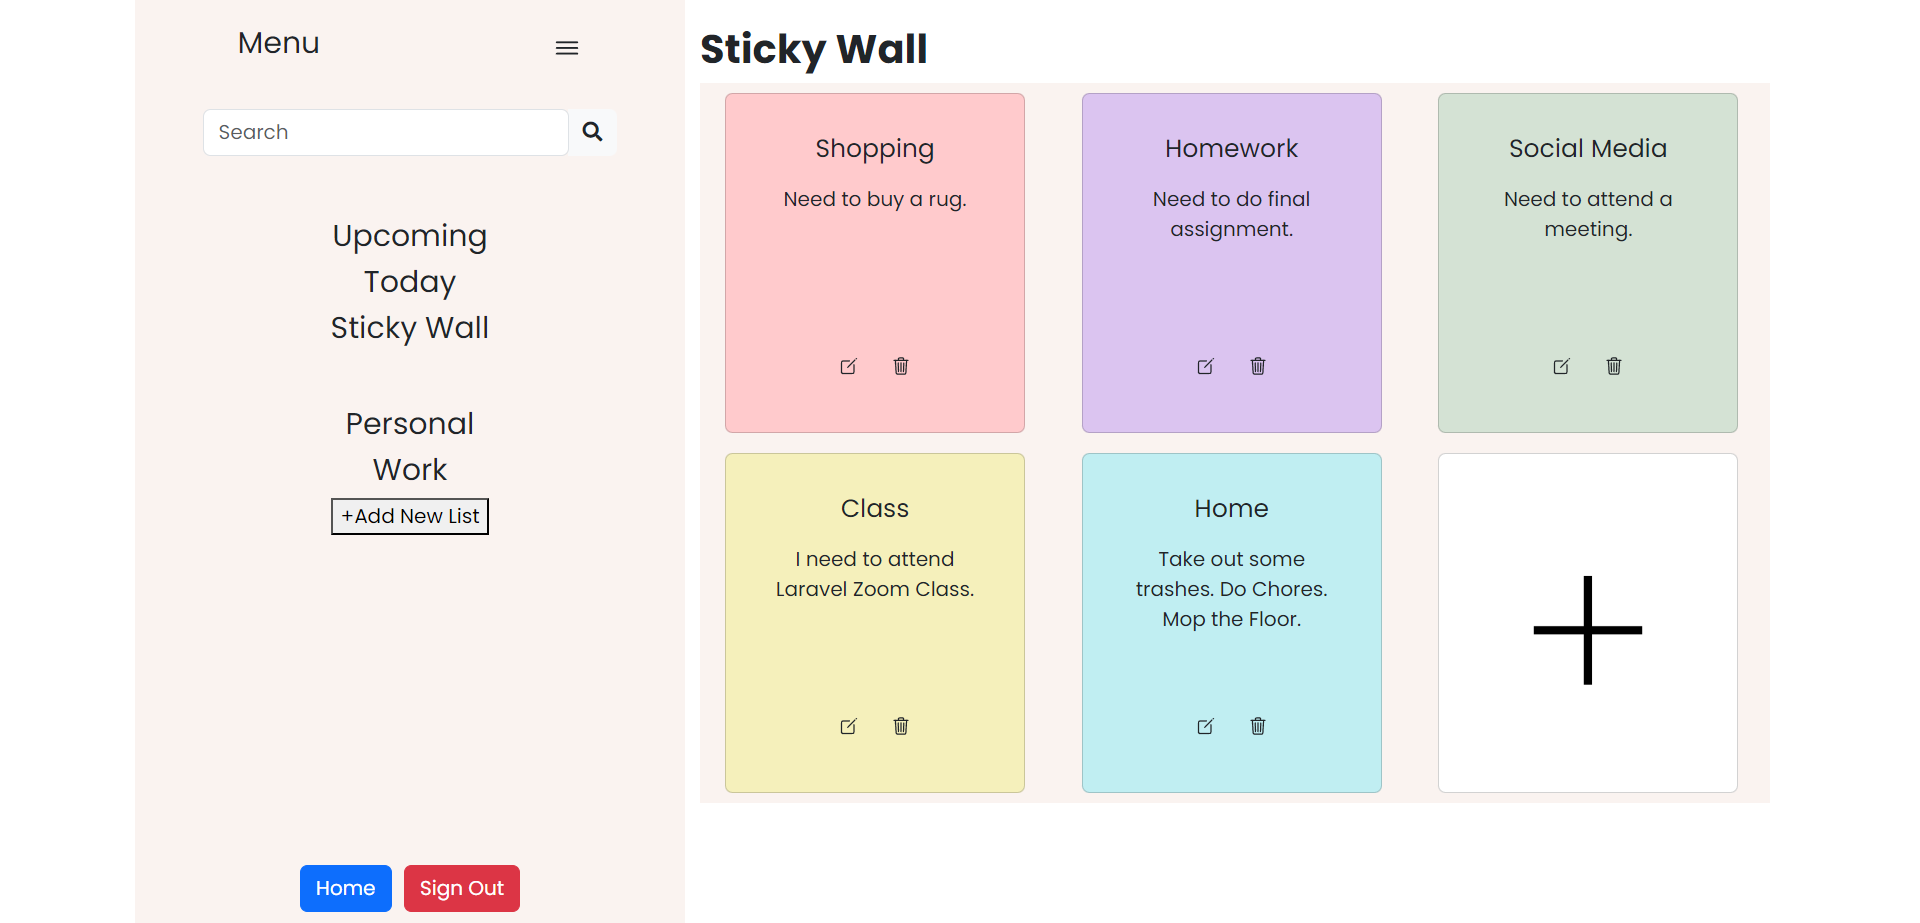 Menu
Search
Upcoming
Today
Sticky Wall
Personal
Work
+Add New List
Home
Sign Out
Sticky Wall
Shopping
Need to buy a rug.
Homework
Need to do final
assignment.
Social Media
Need to attend a
meeting.
Class
I need to attend
Laravel Zoom Class.
Home
Take out some
trashes. Do Chores.
Mop the Floor.